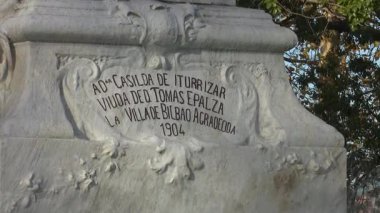 A Dª CASILDA DE ITURRIZAR
VIUDA DE D. TOMAS EPALZA
LA VILLA DE BILBAO AGRADECIDA
1904